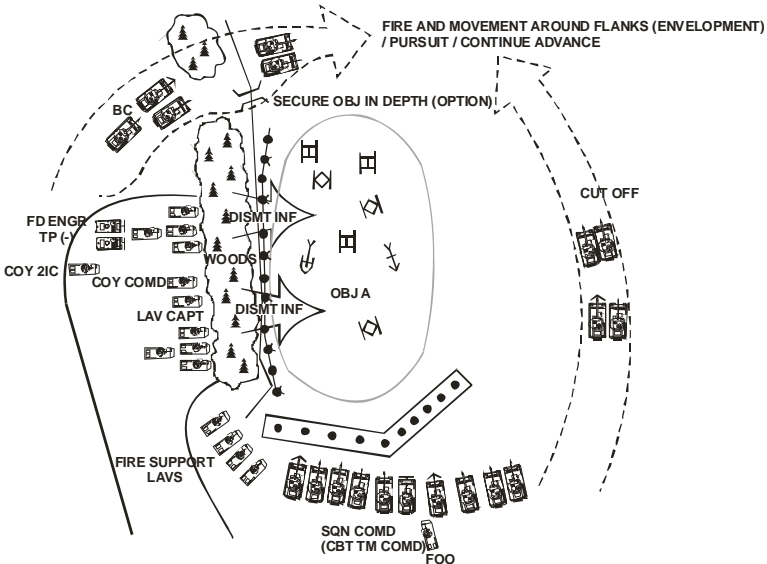 FIRE AND MOVEMENT AROUND FLANKS (ENVELOPMENT)
/ PURSUIT / CONTINUE ADVANCE
BC
SECURE OBJ IN DEPTH (OPTION)
CUT OFF
FD ENGR
TP (-)
DISMT INF
WOODS
COY 2IC
COY COMD
OBJ A
LAV CAPT
DISMT INF
FIRE SUPPORT
LAVS
SQN COMD
(CBT TM COMD)
FOO